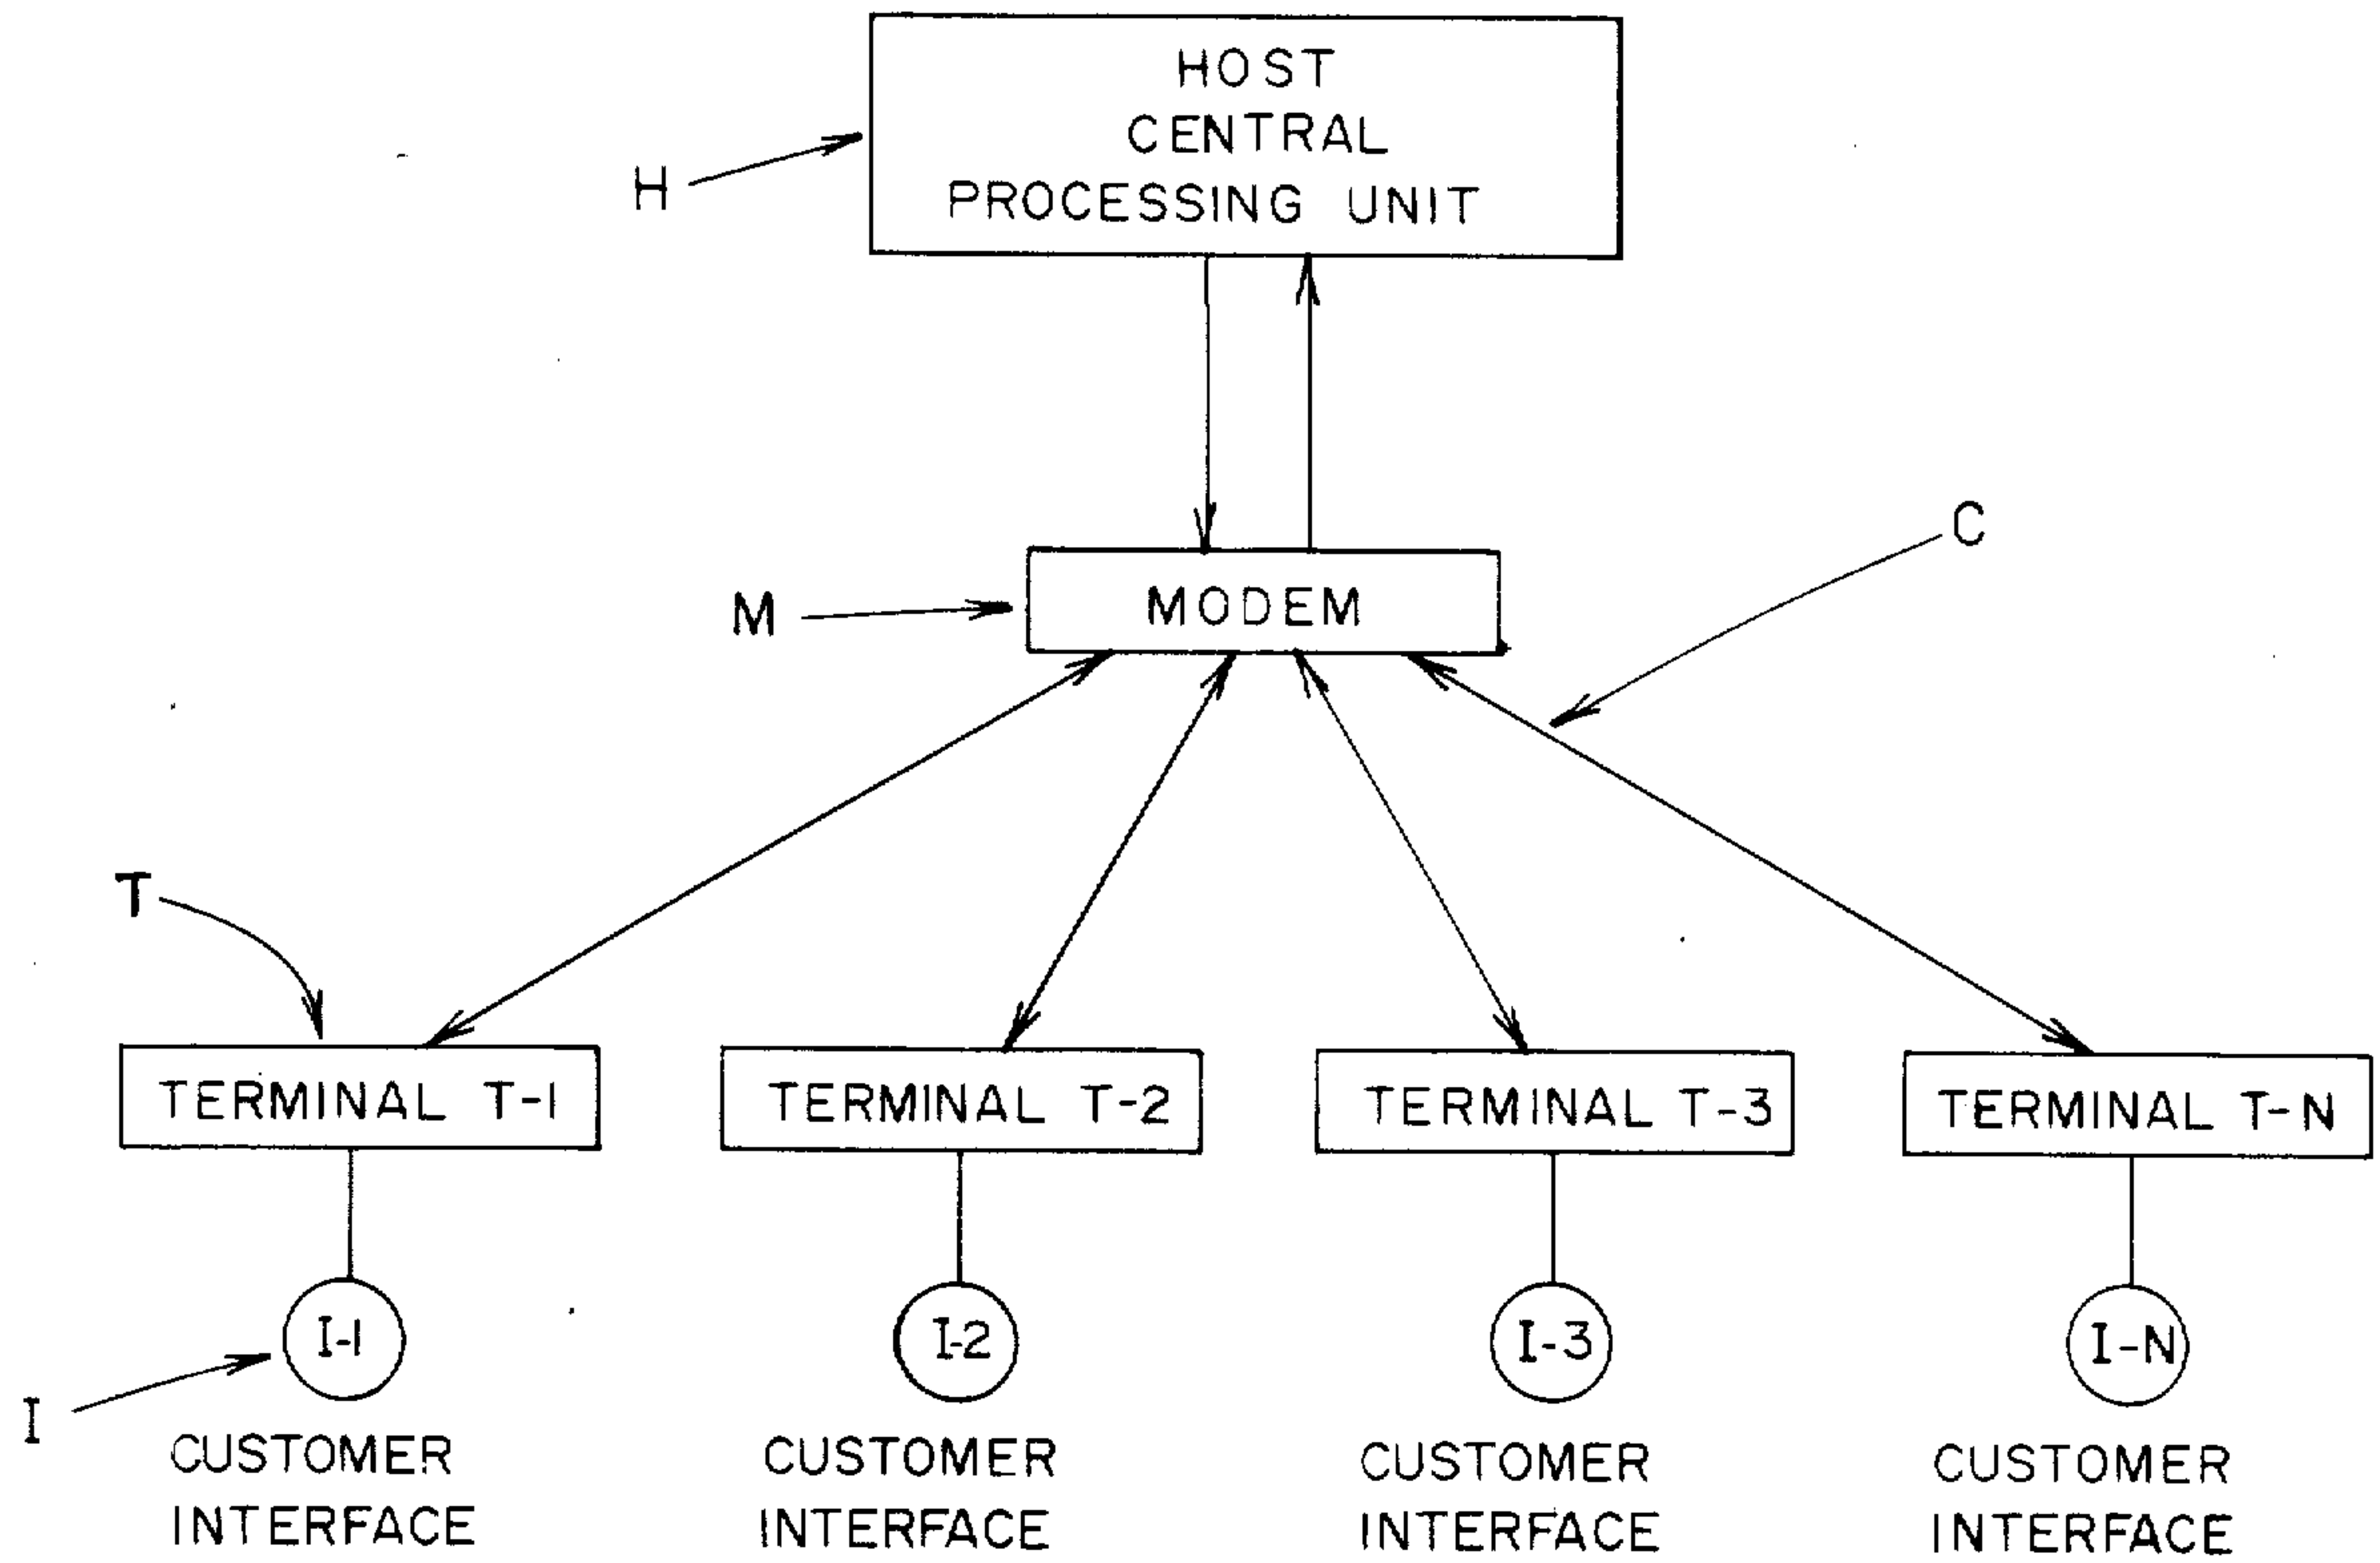 HOST
CENTRAL
PROCESSING UNIT
H
C
M
MODEM
T
TERMINAL T-1
TERMINAL T-2
TERMINAL T-3
TERMINAL T-N
I-1
I-2
I-3
I-N
I
CUSTOMER
INTERFACE
CUSTOMER
INTERFACE
CUSTOMER
INTERFACE
CUSTOMER
INTERFACE